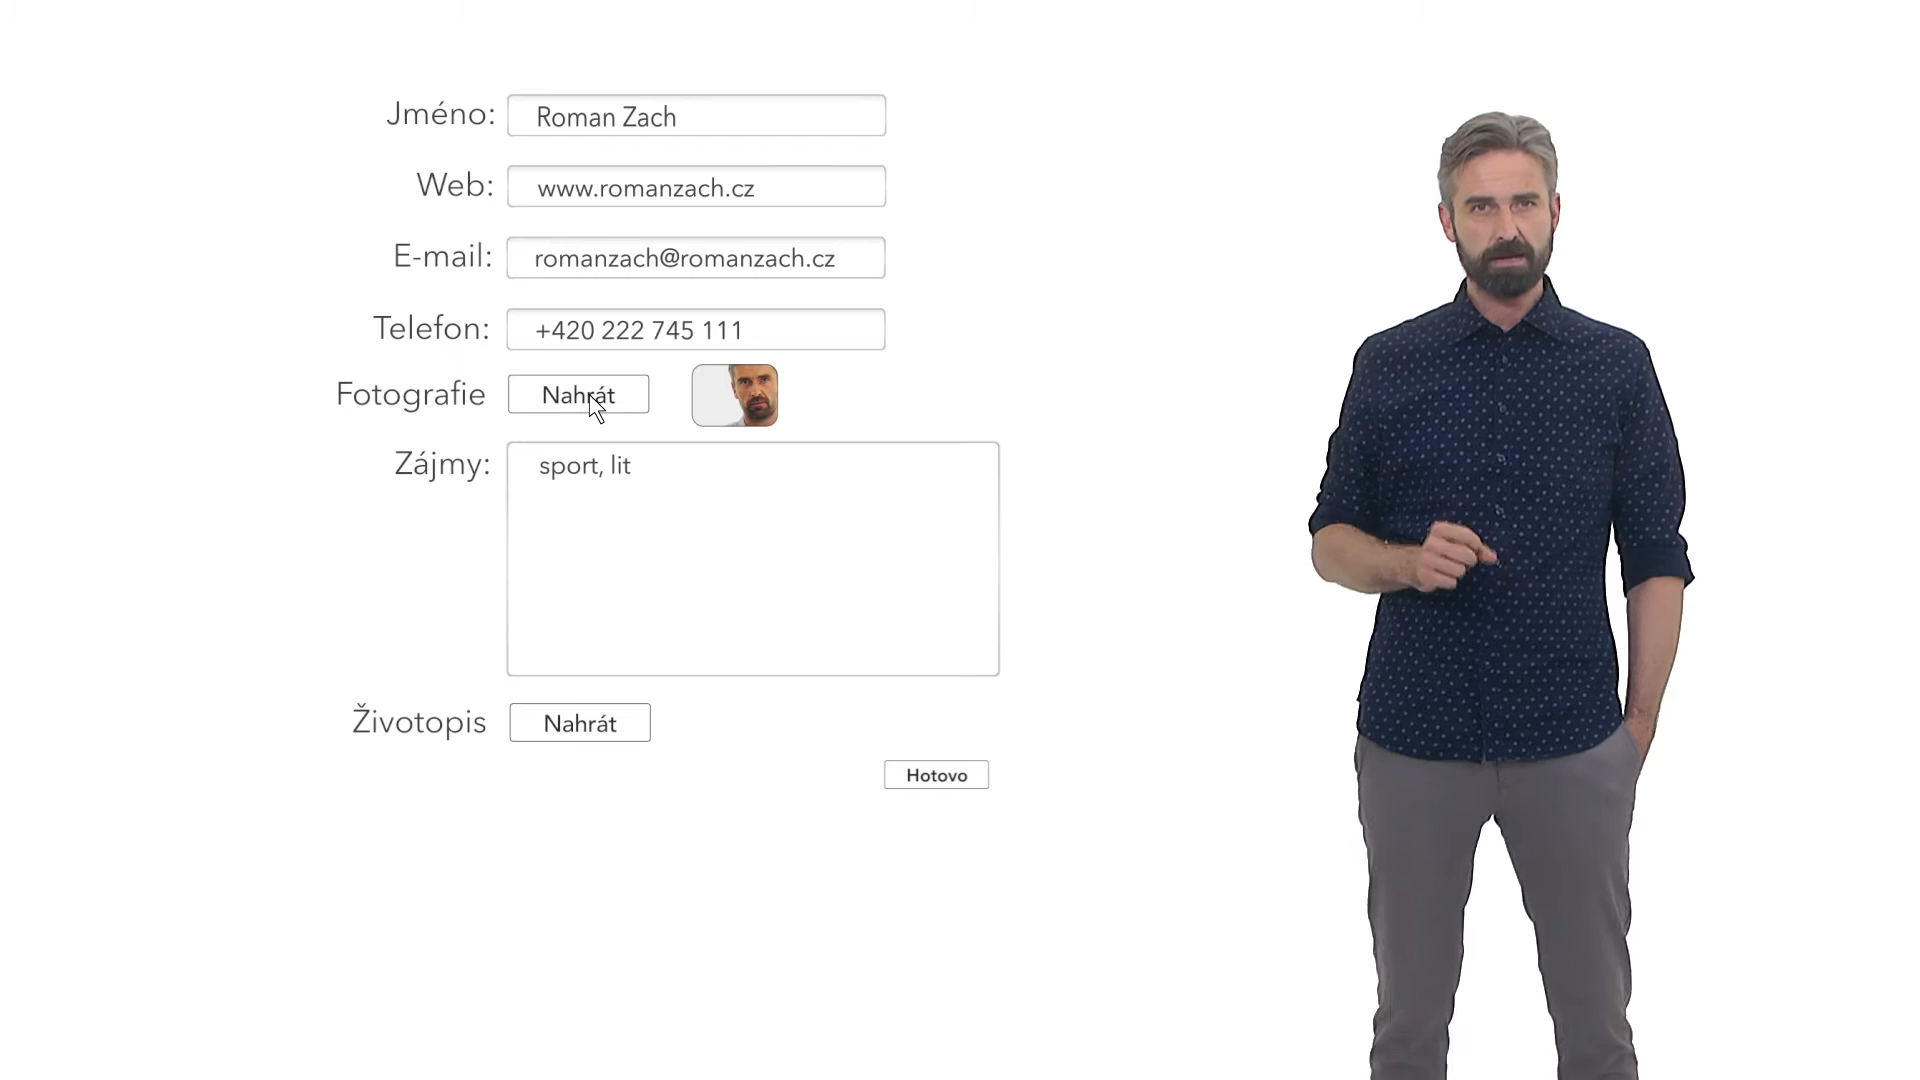 Jméno: Roman Zach
Web: www.romanzach.cz
E-mail: romanzach@romanzach.cz
Telefon: +420 222 745 111
Fotografie Nahrát
Zájmy: sport, lit
Životopis Nahrát
Hotovo